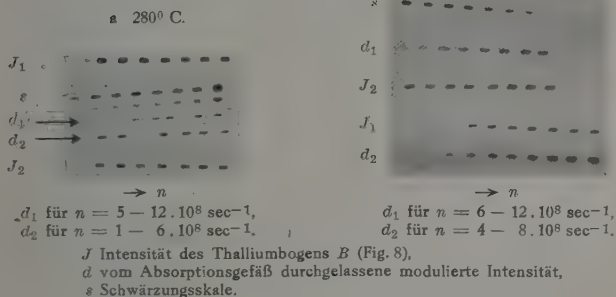 a 280⁰ C.
J₁
s
d₁
d₂
J₂
→ n
d₁ für n = 5 – 12 . 10⁸ sec⁻¹,
d₂ für n = 1 – 6 . 10⁸ sec⁻¹.
d₁
J₂
J₁
d₂
→ n
d₁ für n = 6 – 12 . 10⁸ sec⁻¹,
d₂ für n = 4 – 8 . 10⁸ sec⁻¹.
J Intensität des Thalliumbogens B (Fig. 8),
d vom Absorptionsgefäß durchgelassene modulierte Intensität,
s Schwärzungsskale.